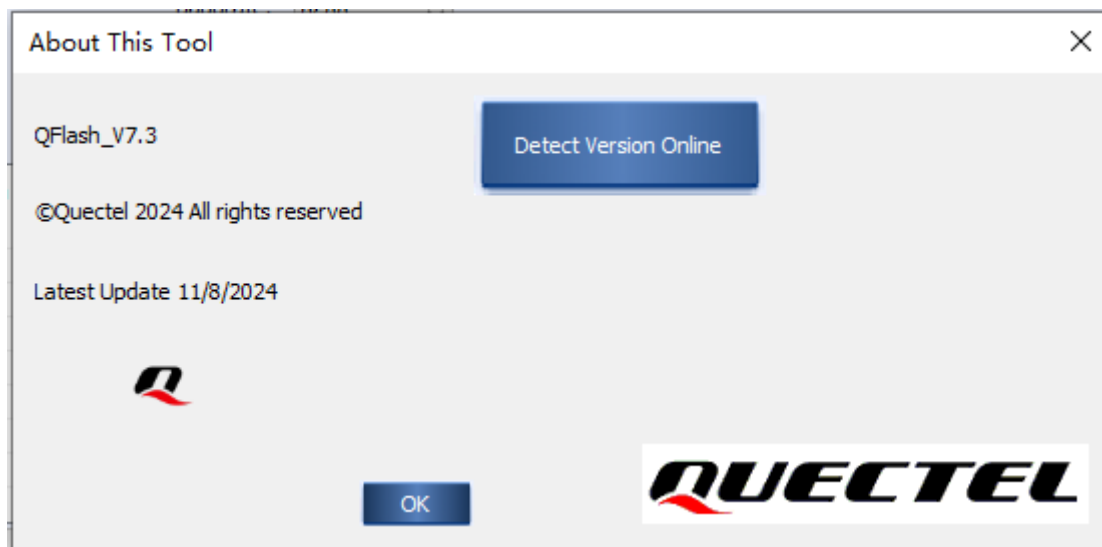 About This Tool
QFlash_V7.3
Detect Version Online
©Quectel 2024 All rights reserved
Latest Update 11/8/2024
OK
QUECTEL